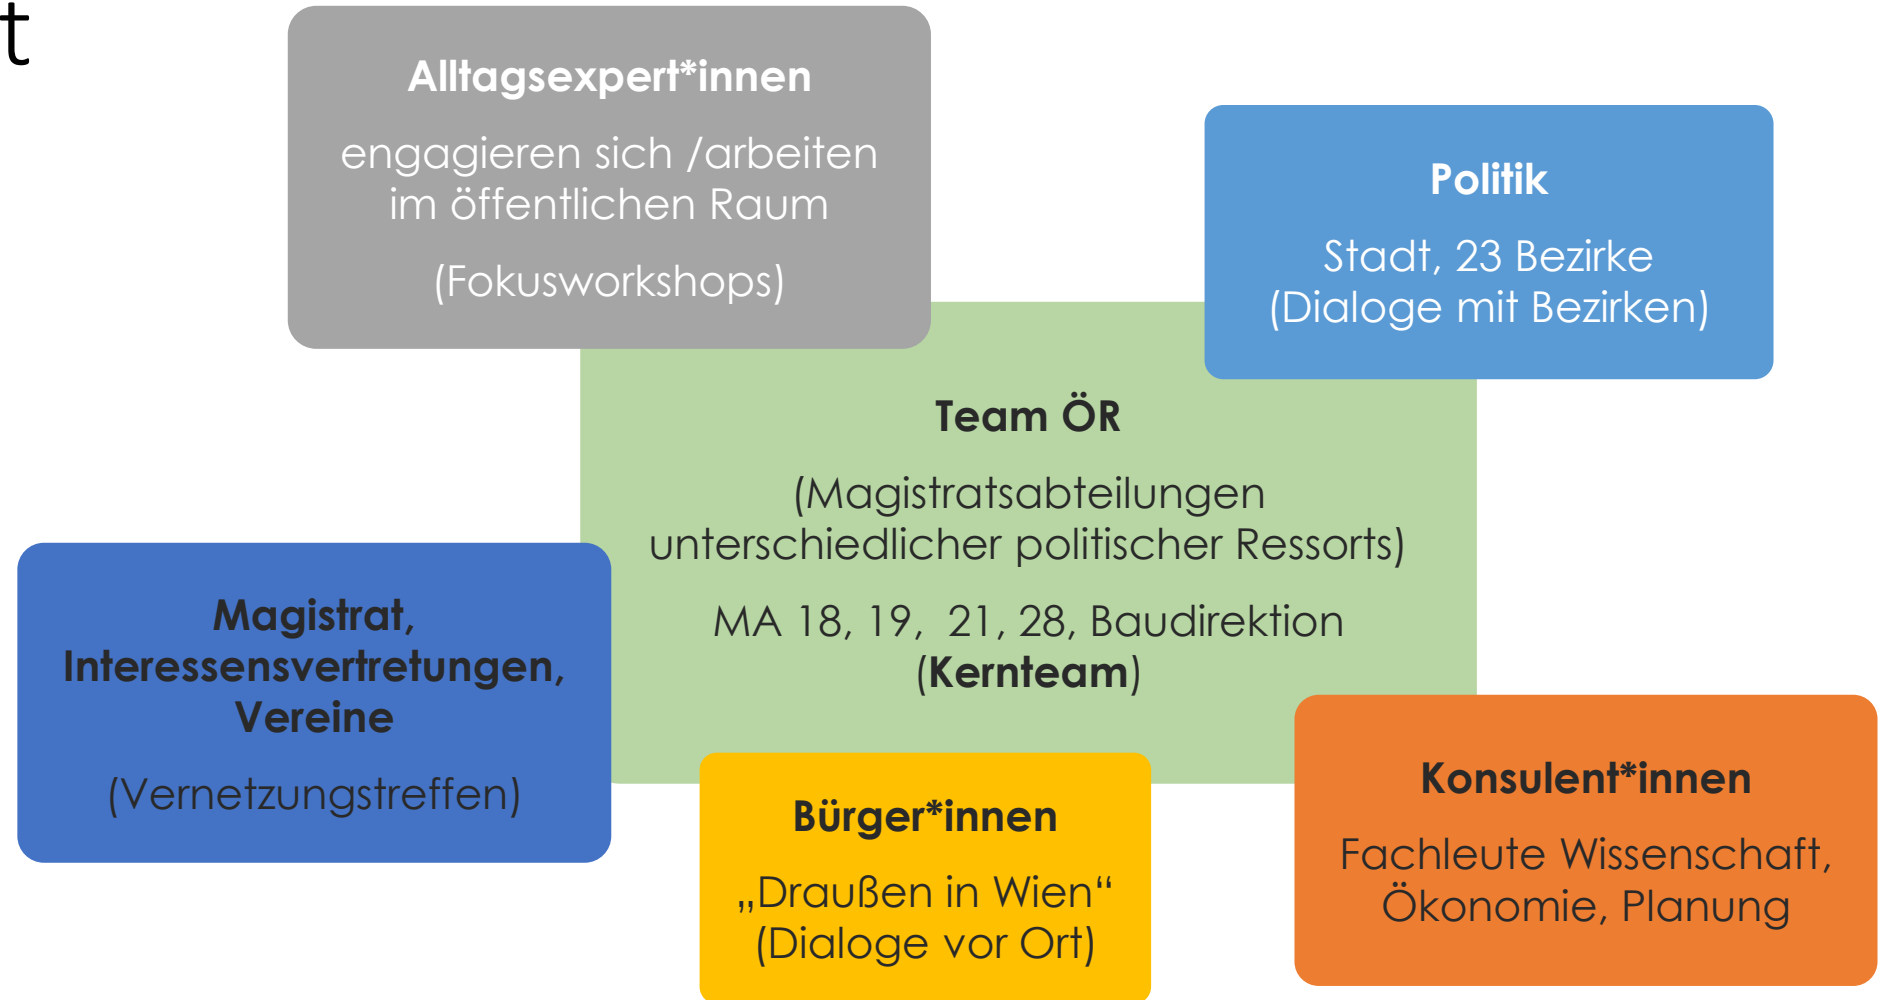 t
Alltagsexpert*innen
engagieren sich /arbeiten
im öffentlichen Raum
(Fokusworkshops)
Politik
Stadt, 23 Bezirke
(Dialoge mit Bezirken)
Team ÖR
(Magistratsabteilungen
unterschiedlicher politischer Ressorts)
MA 18, 19,  21, 28, Baudirektion
(Kernteam)
Magistrat,
Interessensvertretungen,
Vereine
(Vernetzungstreffen)
Bürger*innen
„Draußen in Wien“
(Dialoge vor Ort)
Konsulent*innen
Fachleute Wissenschaft,
Ökonomie, Planung